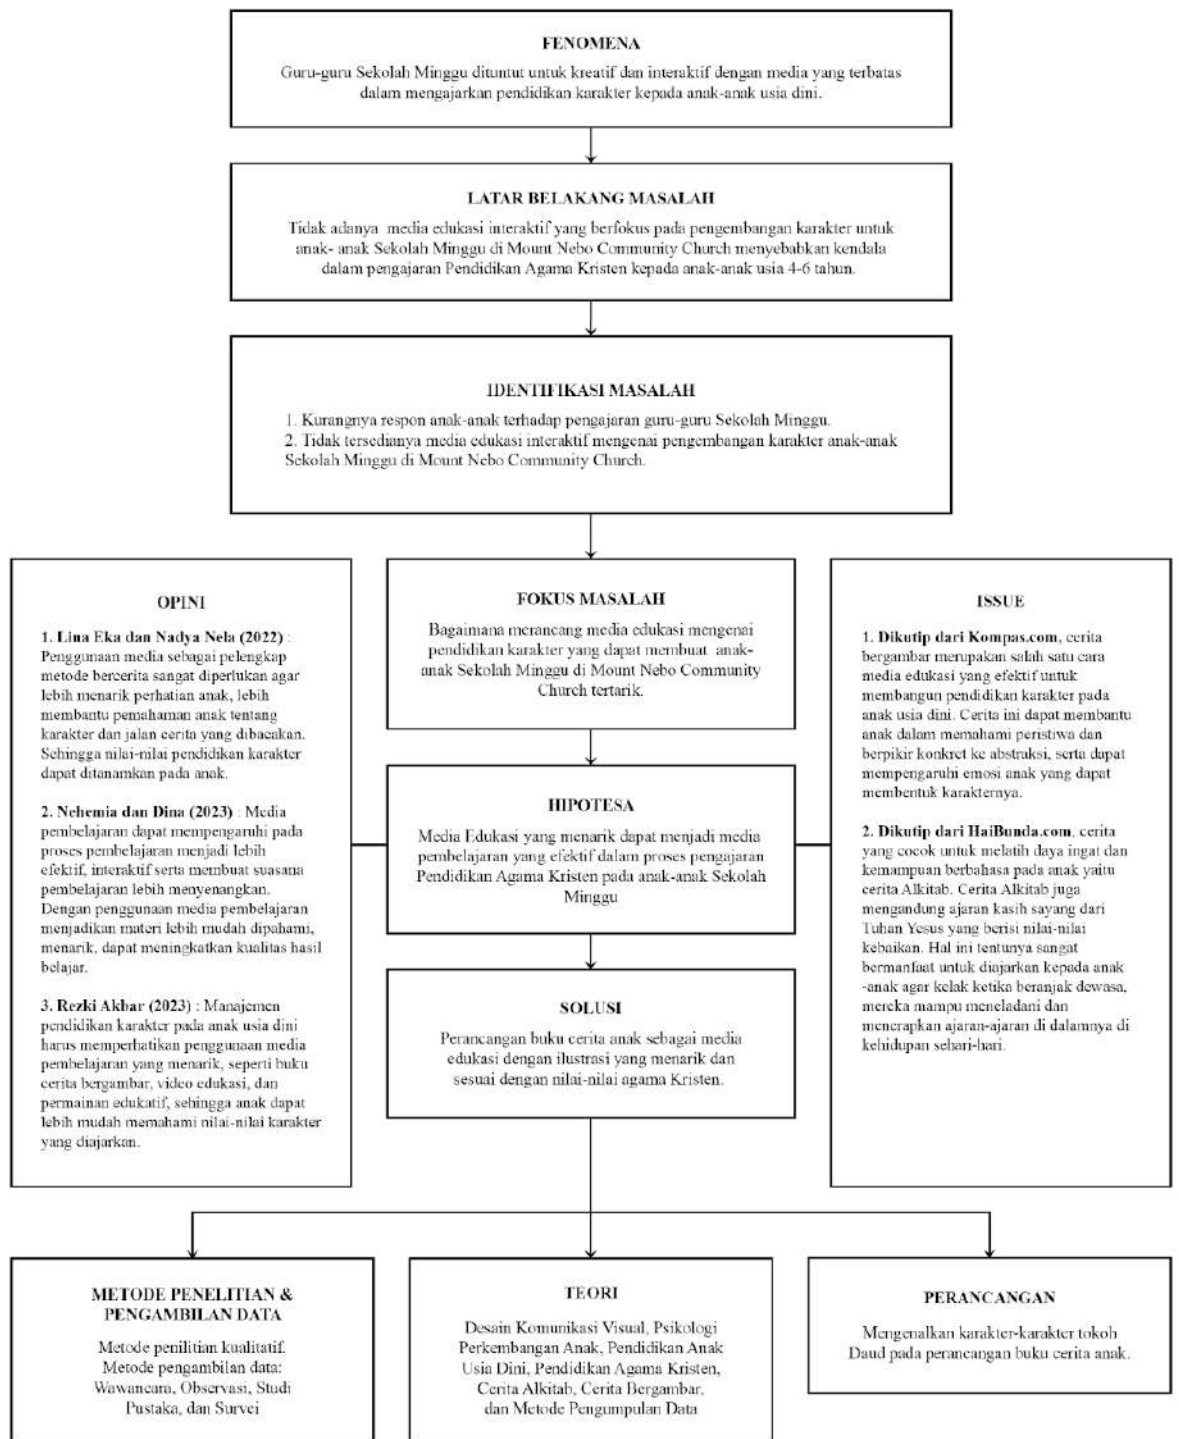 FENOMENA
Guru-guru Sekolah Minggu dituntut untuk kreatif dan interaktif dengan media yang terbatas
dalam mengajarkan pendidikan karakter kepada anak-anak usia dini.
LATAR BELAKANG MASALAH
Tidak adanya media edukasi interaktif yang berfokus pada pengembangan karakter untuk
anak- anak Sekolah Minggu di Mount Nebo Community Church menyebabkan kendala
dalam pengajaran Pendidikan Agama Kristen kepada anak-anak usia 4-6 tahun.
IDENTIFIKASI MASALAH
1. Kurangnya respon anak-anak terhadap pengajaran guru-guru Sekolah Minggu.
2. Tidak tersedianya media edukasi interaktif mengenai pengembangan karakter anak-anak
Sekolah Minggu di Mount Nebo Community Church.
OPINI
1. Lina Eka dan Nadya Nela (2022) :
Penggunaan media sebagai pelengkap
metode bercerita sangat diperlukan agar
lebih menarik perhatian anak, lebih
membantu pemahaman anak tentang
karakter dan jalan cerita yang dibacakan.
Sehingga nilai-nilai pendidikan karakter
dapat ditanamkan pada anak.
2. Nehemia dan Dina (2023) : Media
pembelajaran dapat mempengaruhi pada
proses pembelajaran menjadi lebih
efektif, interaktif serta membuat suasana
pembelajaran lebih menyenangkan.
Dengan penggunaan media pembelajaran
menjadikan materi lebih mudah dipahami,
menarik, dapat meningkatkan kualitas hasil
belajar.
3. Rezki Akbar (2023) : Manajemen
pendidikan karakter pada anak usia dini
harus memperhatikan penggunaan media
pembelajaran yang menarik, seperti buku
cerita bergambar, video edukasi, dan
permainan edukatif, sehingga anak dapat
lebih mudah memahami nilai-nilai karakter
yang diajarkan.
FOKUS MASALAH
Bagaimana merancang media edukasi mengenai
pendidikan karakter yang dapat membuat anak-
anak Sekolah Minggu di Mount Nebo Community
Church tertarik.
HIPOTESA
Media Edukasi yang menarik dapat menjadi media
pembelajaran yang efektif dalam proses pengajaran
Pendidikan Agama Kristen pada anak-anak Sekolah
Minggu
SOLUSI
Perancangan buku cerita anak sebagai media
edukasi dengan ilustrasi yang menarik dan
sesuai dengan nilai-nilai agama Kristen.
ISSUE
1. Dikutip dari Kompas.com, cerita
bergambar merupakan salah satu cara
media edukasi yang efektif untuk
membangun pendidikan karakter pada
anak usia dini. Cerita ini dapat membantu
anak dalam memahami peristiwa dan
berpikir konkret ke abstraksi, serta dapat
mempengaruhi emosi anak yang dapat
membentuk karakternya.
2. Dikutip dari HaiBunda.com, cerita
yang cocok untuk melatih daya ingat dan
kemampuan berbahasa pada anak yaitu
cerita Alkitab. Cerita Alkitab juga
mengandung ajaran kasih sayang dari
Tuhan Yesus yang berisi nilai-nilai
kebaikan. Hal ini tentunya sangat
bermanfaat untuk diajarkan kepada anak
-anak agar kelak ketika beranjak dewasa,
mereka mampu meneladani dan
menerapkan ajaran-ajaran di dalamnya di
kehidupan sehari-hari.
METODE PENELITIAN &
PENGAMBILAN DATA
Metode penilitian kualitatif.
Metode pengambilan data:
Wawancara, Observasi, Studi
Pustaka, dan Survei
TEORI
Desain Komunikasi Visual, Psikologi
Perkembangan Anak, Pendidikan Anak
Usia Dini, Pendidikan Agama Kristen,
Cerita Alkitab, Cerita Bergambar,
dan Metode Pengumpulan Data
PERANCANGAN
Mengenalkan karakter-karakter tokoh
Daud pada perancangan buku cerita anak.